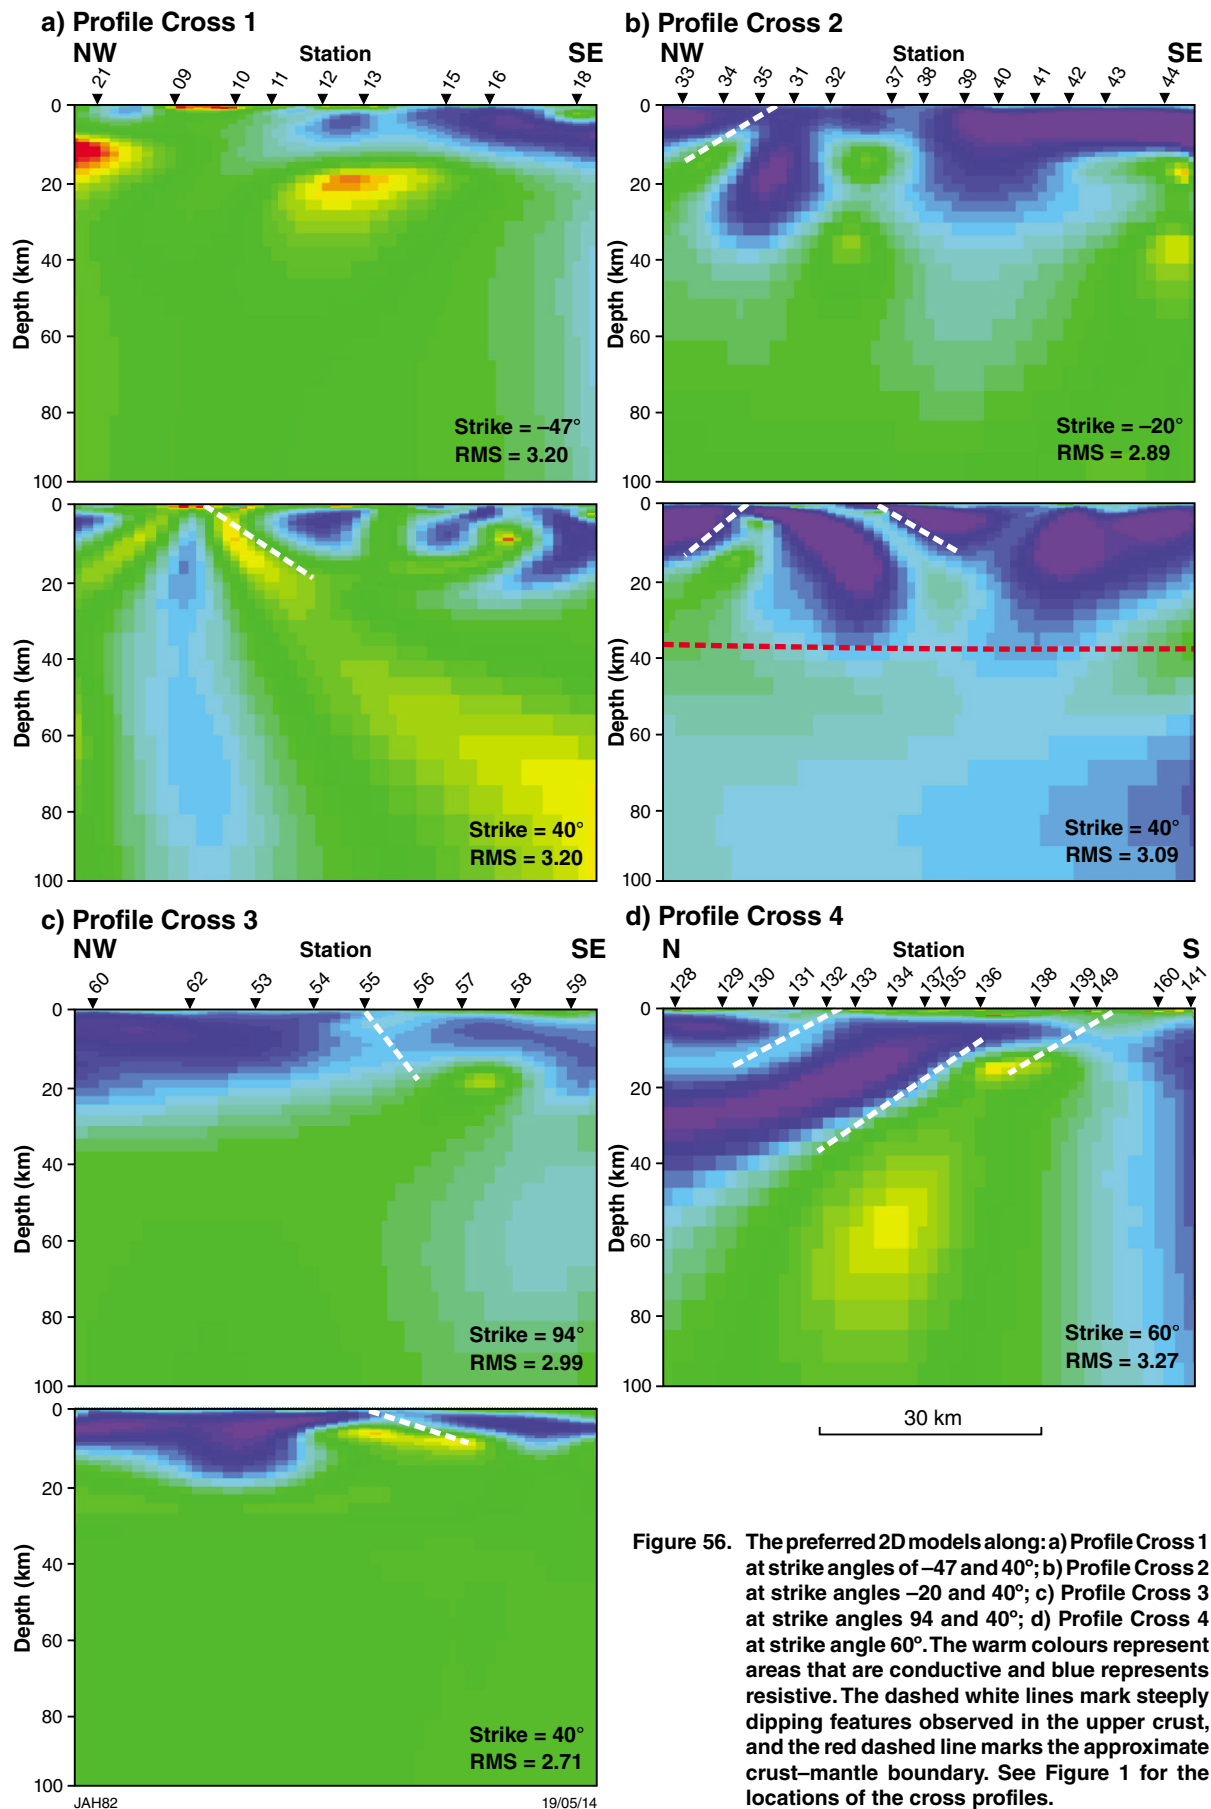 a) Profile Cross 1
NW Station SE
21 09 10 11 12 13 15 16 18
0
20
40
60
80
100
Depth (km)
Strike = –47°
RMS = 3.20
0
20
40
60
80
100
Depth (km)
Strike = 40°
RMS = 3.20
b) Profile Cross 2
NW Station SE
33 34 35 31 32 37 38 39 40 41 42 43 44
0
20
40
60
80
100
Depth (km)
Strike = –20°
RMS = 2.89
0
20
40
60
80
100
Depth (km)
Strike = 40°
RMS = 3.09
c) Profile Cross 3
NW Station SE
60 62 53 54 55 56 57 58 59
0
20
40
60
80
100
Depth (km)
Strike = 94°
RMS = 2.99
0
20
40
60
80
100
Depth (km)
Strike = 40°
RMS = 2.71
d) Profile Cross 4
N Station S
128 129 130 131 132 133 134 137 135 136 138 139 149 160 141
0
20
40
60
80
100
Depth (km)
Strike = 60°
RMS = 3.27
30 km
Figure 56. The preferred 2D models along: a) Profile Cross 1
at strike angles of –47 and 40°; b) Profile Cross 2
at strike angles –20 and 40°; c) Profile Cross 3
at strike angles 94 and 40°; d) Profile Cross 4
at strike angle 60°. The warm colours represent
areas that are conductive and blue represents
resistive. The dashed white lines mark steeply
dipping features observed in the upper crust,
and the red dashed line marks the approximate
crust–mantle boundary. See Figure 1 for the
locations of the cross profiles.
JAH82 19/05/14